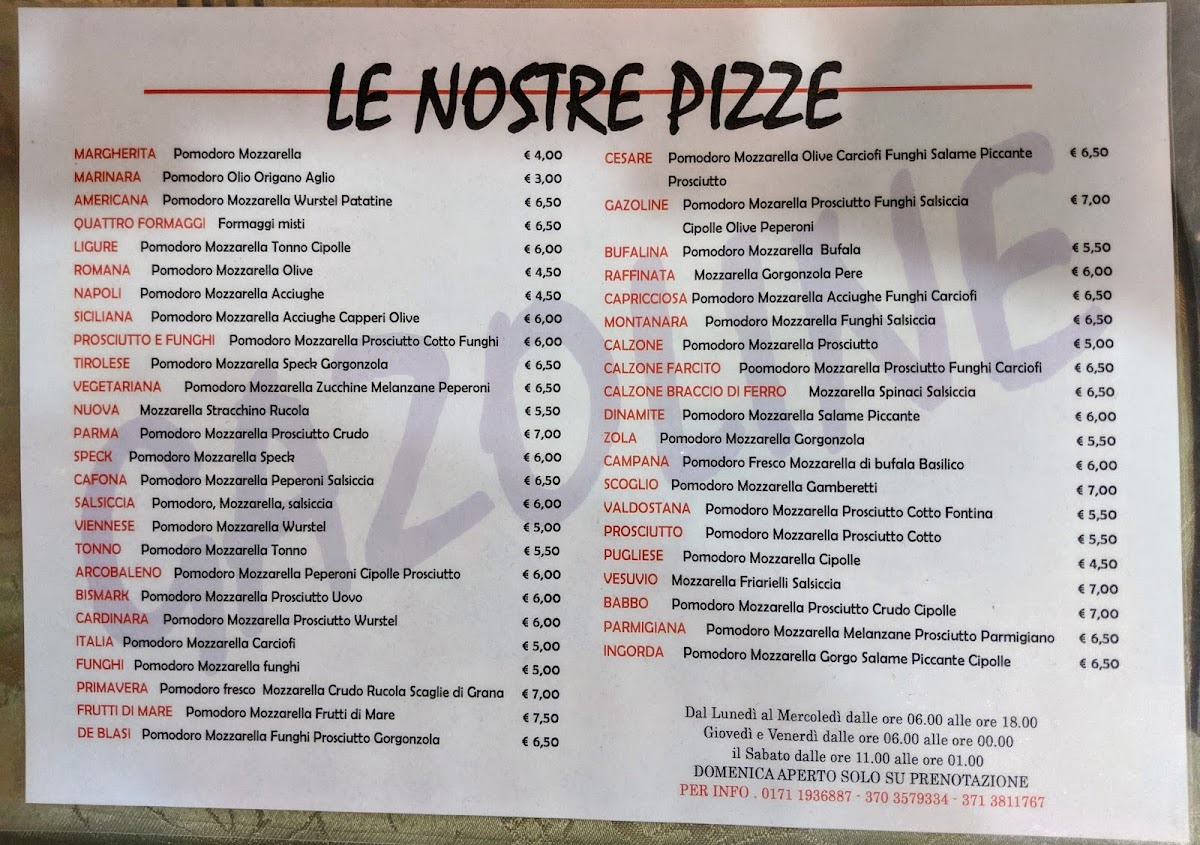 LE NOSTRE PIZZE
MARGHERITA Pomodoro Mozzarella € 4,00
MARINARA Pomodoro Olio Origano Aglio € 3,00
AMERICANA Pomodoro Mozzarella Wurstel Patatine € 6,50
QUATTRO FORMAGGI Formaggi misti € 6,50
LIGURE Pomodoro Mozzarella Tonno Cipolle € 6,00
ROMANA Pomodoro Mozzarella Olive € 4,50
NAPOLI Pomodoro Mozzarella Acciughe € 4,50
SICILIANA Pomodoro Mozzarella Acciughe Capperi Olive € 6,00
PROSCIUTTO E FUNGHI Pomodoro Mozzarella Prosciutto Cotto Funghi € 6,00
TIROLESE Pomodoro Mozzarella Speck Gorgonzola € 6,50
VEGETARIANA Pomodoro Mozzarella Zucchine Melanzane Peperoni € 6,50
NUOVA Mozzarella Stracchino Rucola € 5,50
PARMA Pomodoro Mozzarella Prosciutto Crudo € 7,00
SPECK Pomodoro Mozzarella Speck € 6,00
CAFONA Pomodoro Mozzarella Peperoni Salsiccia € 6,50
SALSICCIA Pomodoro, Mozzarella, salsiccia € 6,00
VIENNESE Pomodoro Mozzarella Wurstel € 5,00
TONNO Pomodoro Mozzarella Tonno € 5,50
ARCOBALENO Pomodoro Mozzarella Peperoni Cipolle Prosciutto € 6,00
BISMARK Pomodoro Mozzarella Prosciutto Uovo € 6,00
CARDINARA Pomodoro Mozzarella Prosciutto Wurstel € 6,00
ITALIA Pomodoro Mozzarella Carciofi € 5,00
FUNGHI Pomodoro Mozzarella funghi € 5,00
PRIMAVERA Pomodoro fresco Mozzarella Crudo Rucola Scaglie di Grana € 7,00
FRUTTI DI MARE Pomodoro Mozzarella Frutti di Mare € 7,50
DE BLASI Pomodoro Mozzarella Funghi Prosciutto Gorgonzola € 6,50
CESARE Pomodoro Mozzarella Olive Carciofi Funghi Salame Piccante € 6,50
Prosciutto
GAZOLINE Pomodoro Mozarella Prosciutto Funghi Salsiccia € 7,00
Cipolle Olive Peperoni
BUFALINA Pomodoro Mozzarella Bufala € 5,50
RAFFINATA Mozzarella Gorgonzola Pere € 6,00
CAPRICCIOSA Pomodoro Mozzarella Acciughe Funghi Carciofi € 6,50
MONTANARA Pomodoro Mozzarella Funghi Salsiccia € 6,50
CALZONE Pomodoro Mozzarella Prosciutto € 5,00
CALZONE FARCITO Poomodoro Mozzarella Prosciutto Funghi Carciofi € 6,50
CALZONE BRACCIO DI FERRO Mozzarella Spinaci Salsiccia € 6,50
DINAMITE Pomodoro Mozzarella Salame Piccante € 6,00
ZOLA Pomodoro Mozzarella Gorgonzola € 5,50
CAMPANA Pomodoro Fresco Mozzarella di bufala Basilico € 6,00
SCOGLIO Pomodoro Mozzarella Gamberetti € 7,00
VALDOSTANA Pomodoro Mozzarella Prosciutto Cotto Fontina € 5,50
PROSCIUTTO Pomodoro Mozzarella Prosciutto Cotto € 5,50
PUGLIESE Pomodoro Mozzarella Cipolle € 4,50
VESUVIO Mozzarella Friarielli Salsiccia € 7,00
BABBO Pomodoro Mozzarella Prosciutto Crudo Cipolle € 7,00
PARMIGIANA Pomodoro Mozzarella Melanzane Prosciutto Parmigiano € 6,50
INGORDA Pomodoro Mozzarella Gorgo Salame Piccante Cipolle € 6,50
GAZOLINE
Dal Lunedì al Mercoledì dalle ore 06.00 alle ore 18.00
Giovedì e Venerdì dalle ore 06.00 alle ore 00.00
il Sabato dalle ore 11.00 alle ore 01.00
DOMENICA APERTO SOLO SU PRENOTAZIONE
PER INFO . 0171 1936887 - 370 3579334 - 371 3811767